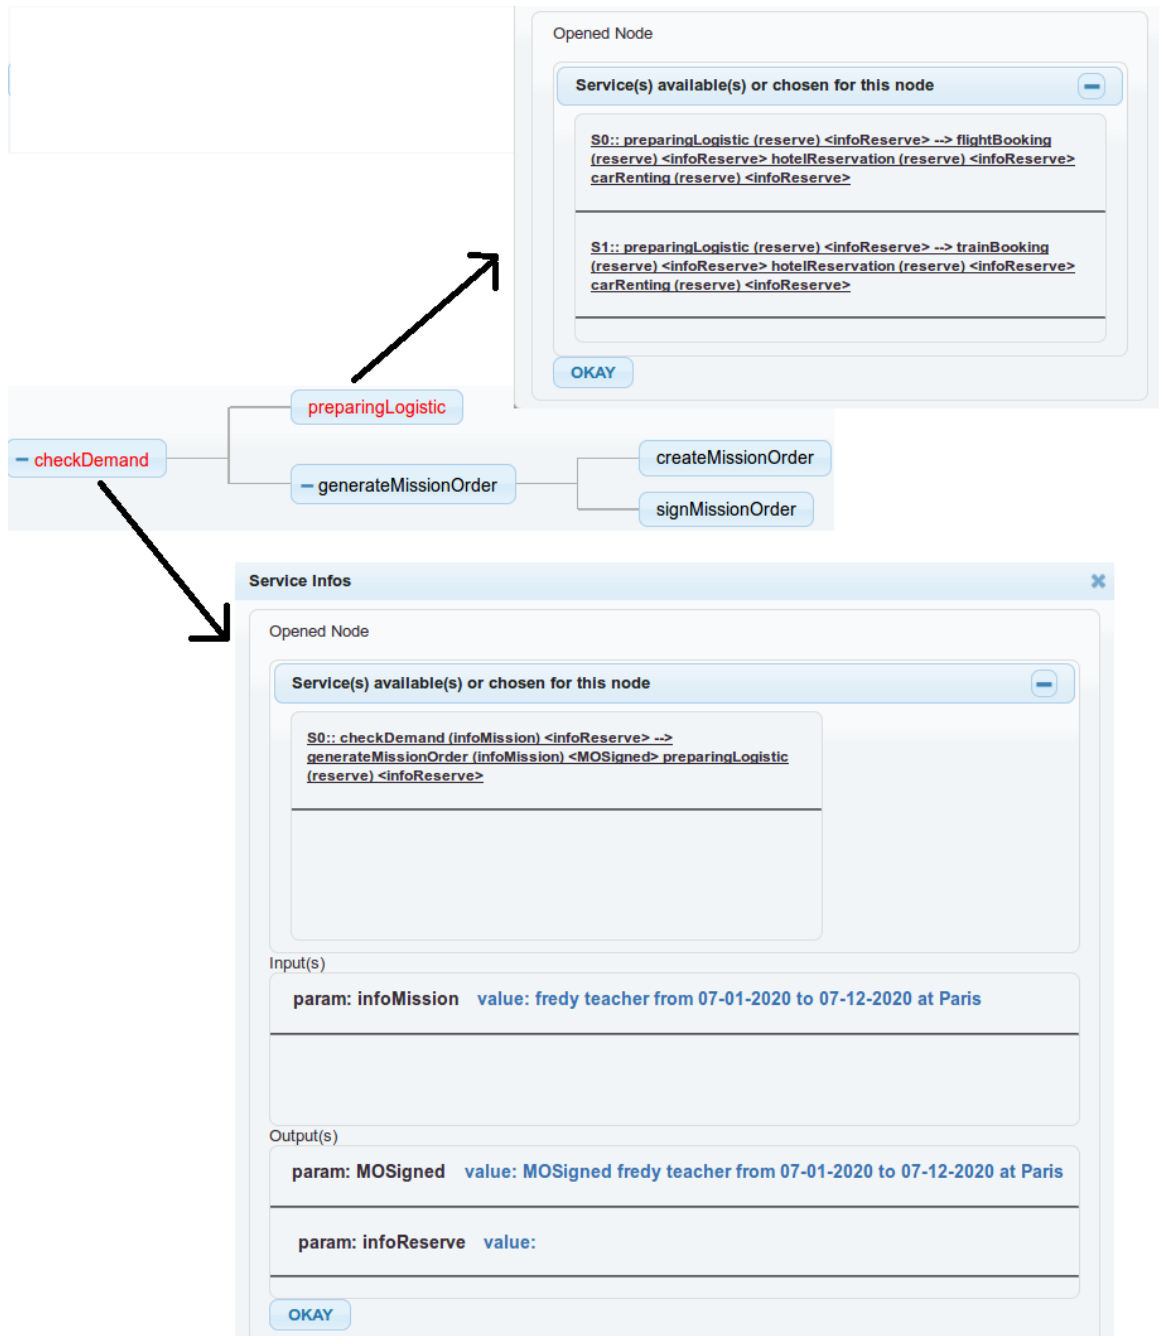 Opened Node
Service(s) available(s) or chosen for this node
S0:: preparingLogistic (reserve) <infoReserve> --> flightBooking
(reserve) <infoReserve> hotelReservation (reserve) <infoReserve>
carRenting (reserve) <infoReserve>
S1:: preparingLogistic (reserve) <infoReserve> --> trainBooking
(reserve) <infoReserve> hotelReservation (reserve) <infoReserve>
carRenting (reserve) <infoReserve>
OKAY
preparingLogistic
checkDemand
generateMissionOrder
createMissionOrder
signMissionOrder
Service Infos
Opened Node
Service(s) available(s) or chosen for this node
S0:: checkDemand (infoMission) <infoReserve> -->
generateMissionOrder (infoMission) <MOSigned> preparingLogistic
(reserve) <infoReserve>
Input(s)
param: infoMission value: fredy teacher from 07-01-2020 to 07-12-2020 at Paris
Output(s)
param: MOSigned value: MOSigned fredy teacher from 07-01-2020 to 07-12-2020 at Paris
param: infoReserve value:
OKAY